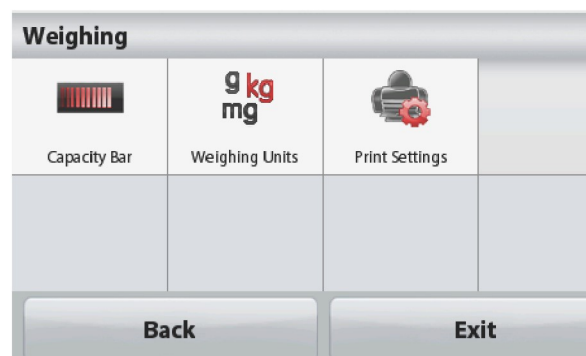 Weighing
g kg
mg
Capacity Bar
Weighing Units
Print Settings
Back
Exit